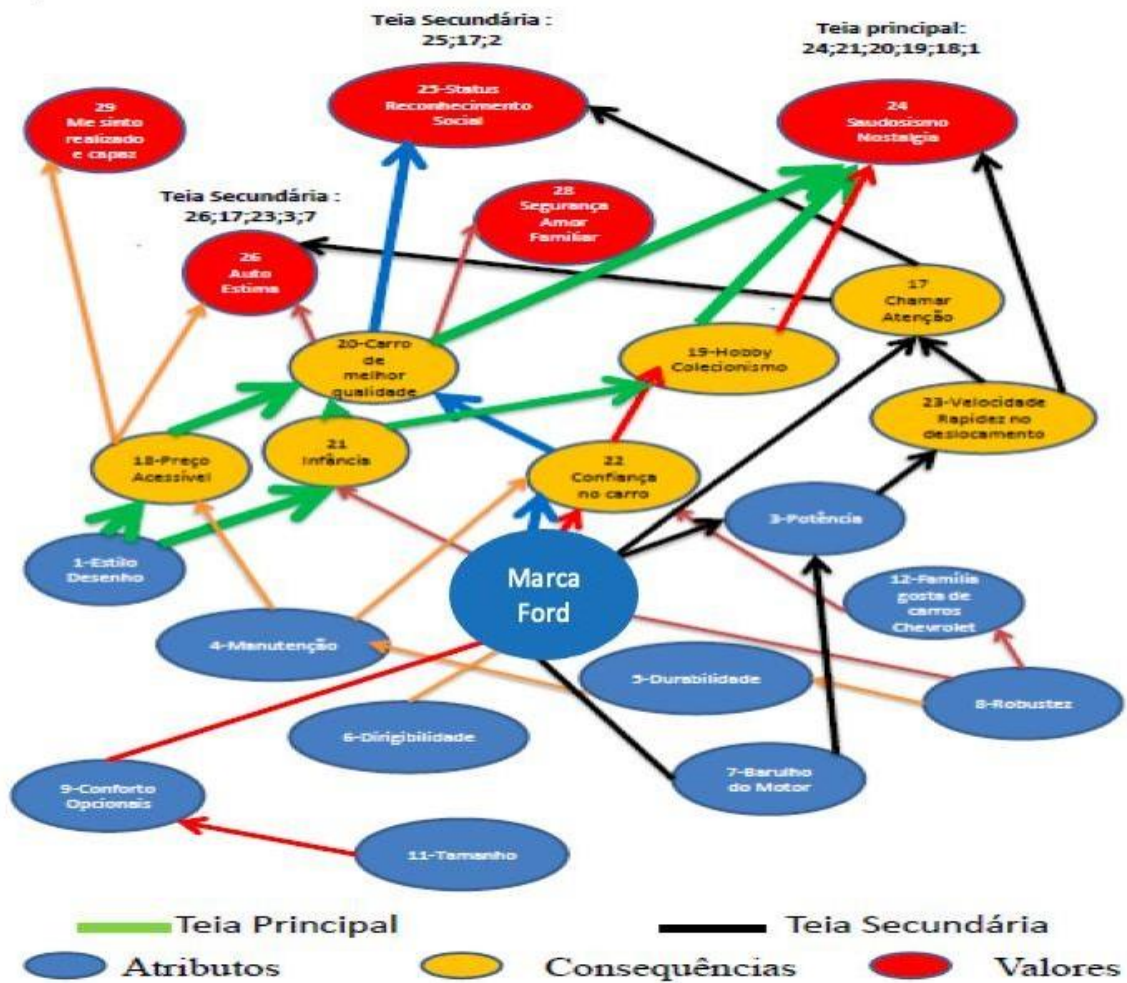 Teia Secundária :
25;17;2
Teia principal:
24;21;20;19;18;1
29
Me sinto
realizado
e capaz
25-Status
Reconhecimento
Social
24
Saudosismo
Nostalgia
Teia Secundária :
26;17;23;3;7
28
Segurança
Amor
Familiar
26
Auto
Estima
17
Chamar
Atenção
20-Carro
de
melhor
qualidade
19-Hobby
Colecionismo
23-Velocidade
Rapidez no
deslocamento
18-Preço
Acessível
21
Infância
22
Confiança
no carro
3-Potência
1-Estilo
Desenho
Marca
Ford
12-Família
gosta de
carros
Chevrolet
4-Manutenção
5-Durabilidade
8-Robustez
6-Dirigibilidade
7-Barulho
do Motor
9-Conforto
Opcionais
11-Tamanho
Teia Principal
Teia Secundária
Atributos
Consequências
Valores